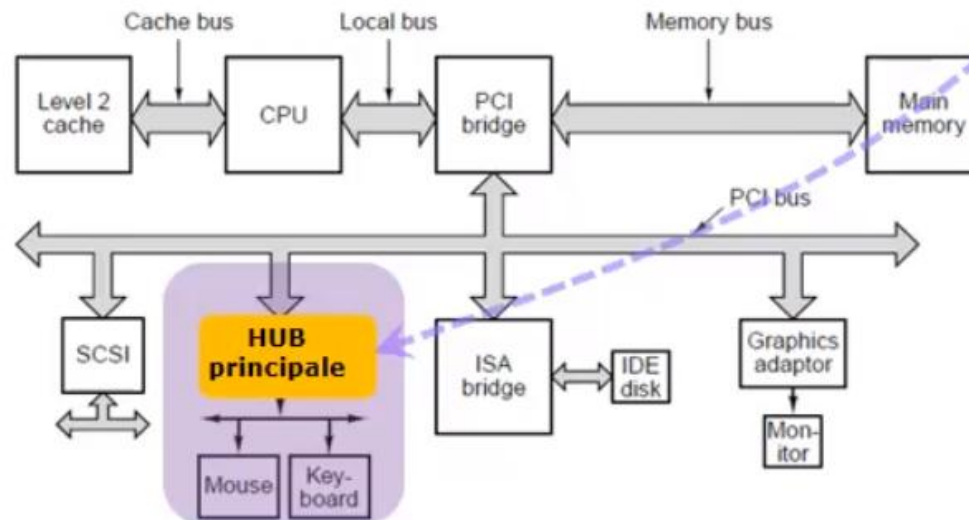 Cache bus
Local bus
Memory bus
Level 2
cache
CPU
PCI
bridge
Main
memory
PCI bus
SCSI
HUB
principale
ISA
bridge
IDE
disk
Graphics
adaptor
Mon-
itor
Mouse
Key-
board